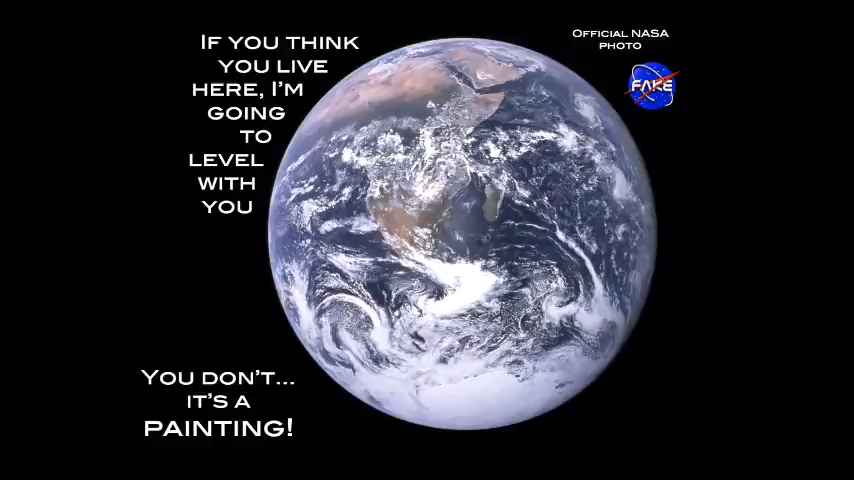 IF YOU THINK
YOU LIVE
HERE, I'M
GOING
TO
LEVEL
WITH
YOU
OFFICIAL NASA
PHOTO
FAKE
YOU DON'T...
IT'S A
PAINTING!